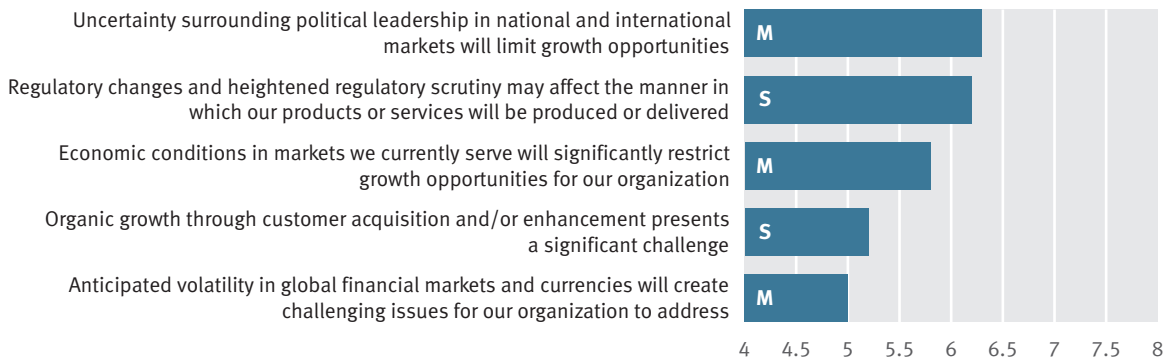 Uncertainty surrounding political leadership in national and international
markets will limit growth opportunities
M
Regulatory changes and heightened regulatory scrutiny may affect the manner in
which our products or services will be produced or delivered
S
Economic conditions in markets we currently serve will significantly restrict
growth opportunities for our organization
M
Organic growth through customer acquisition and/or enhancement presents
a significant challenge
S
Anticipated volatility in global financial markets and currencies will create
challenging issues for our organization to address
M
4 4.5 5 5.5 6 6.5 7 7.5 8